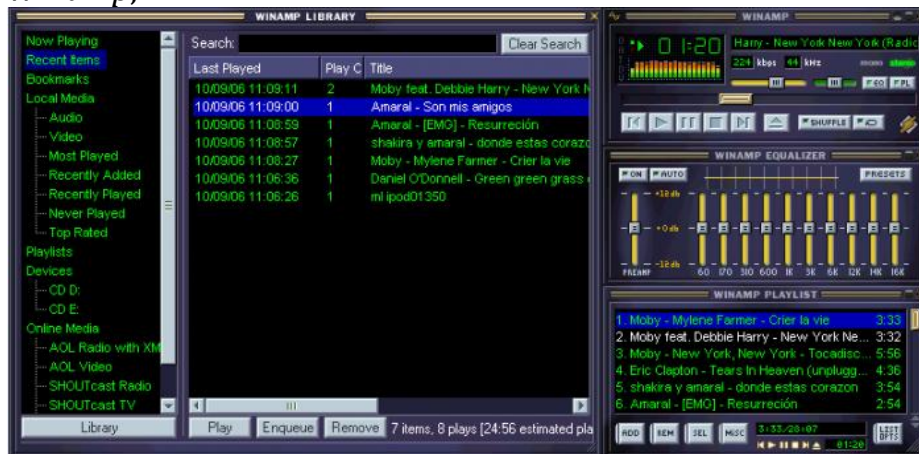 WINAMP LIBRARY
Now Playing
Recent Items
Bookmarks
Local Media
Audio
Video
Most Played
Recently Added
Recently Played
Never Played
Top Rated
Playlists
Devices
CD D:
CD E:
Online Media
AOL Radio with XM
AOL Video
SHOUTcast Radio
SHOUTcast TV
Library
Search:
Clear Search
Last Played Play C Title
10/09/06 11:09:11 2 Moby feat. Debbie Harry - New York N
10/09/06 11:09:00 1 Amaral - Son mis amigos
10/09/06 11:08:59 1 Amaral - [EMG] - Resurrección
10/09/06 11:08:57 1 shakira y amaral - donde estas corazo
10/09/06 11:08:27 1 Moby - Mylene Farmer - Crier la vie
10/09/06 11:06:36 1 Daniel O'Donnell - Green green grass
10/09/06 11:06:26 1 ml ipod01350
Play Enqueue Remove 7 items, 8 plays [24:56 estimated pla
WINAMP
01:20
Harry - New York New York (Radio
224 kbps 44 kHz mono stereo
EQ PL
SHUFFLE
WINAMP EQUALIZER
ON AUTO PRESETS
+12 db
+0 db
-12 db
PREAMP 60 170 310 600 1K 3K 6K 12K 14K 16K
WINAMP PLAYLIST
1. Moby - Mylene Farmer - Crier la vie 3:33
2. Moby feat. Debbie Harry - New York Ne... 3:32
3. Moby - New York, New York - Tocadisc... 5:56
4. Eric Clapton - Tears In Heaven (unplugg... 4:36
5. shakira y amaral - donde estas corazon 3:54
6. Amaral - [EMG] - Resurrección 2:54
ADD REM SEL MISC 3:33/28:07 LIST OPTS
01:20